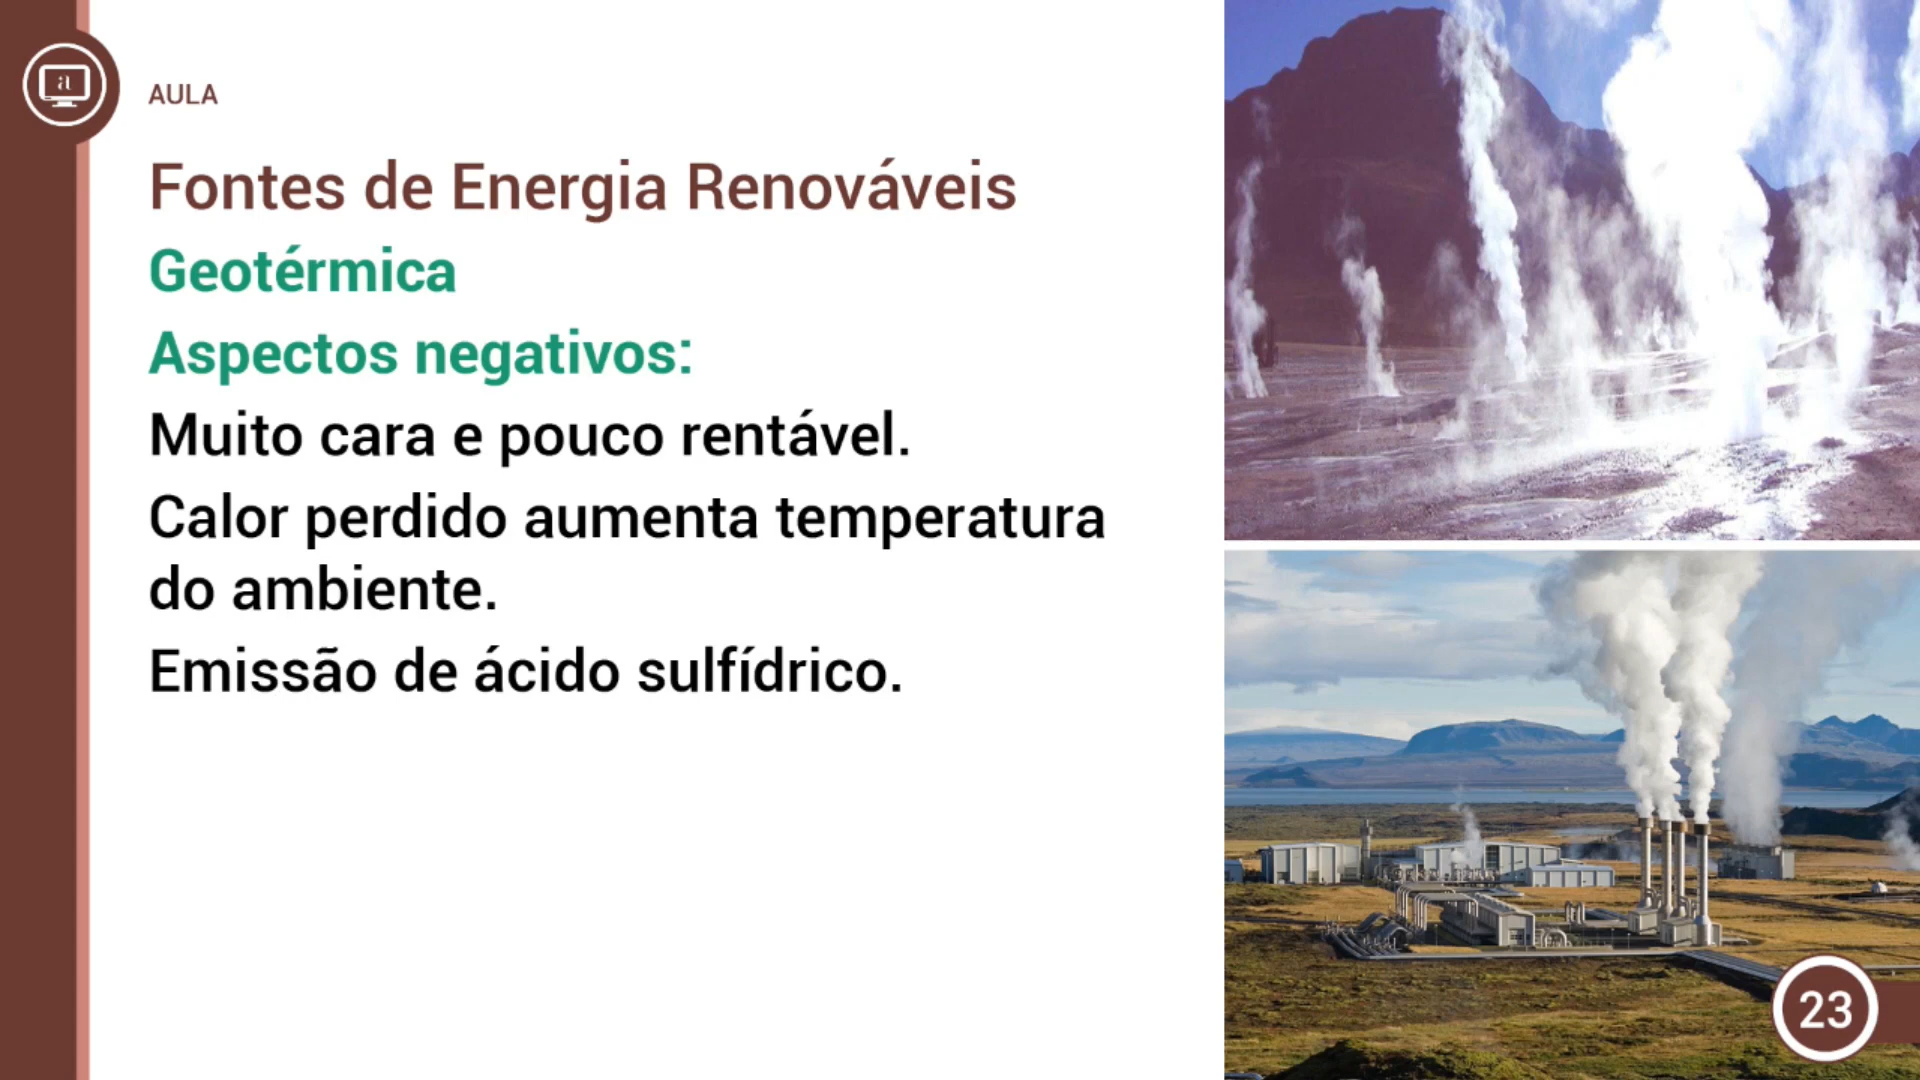 a
AULA
Fontes de Energia Renováveis
Geotérmica
Aspectos negativos:
Muito cara e pouco rentável.
Calor perdido aumenta temperatura
do ambiente.
Emissão de ácido sulfídrico.
23